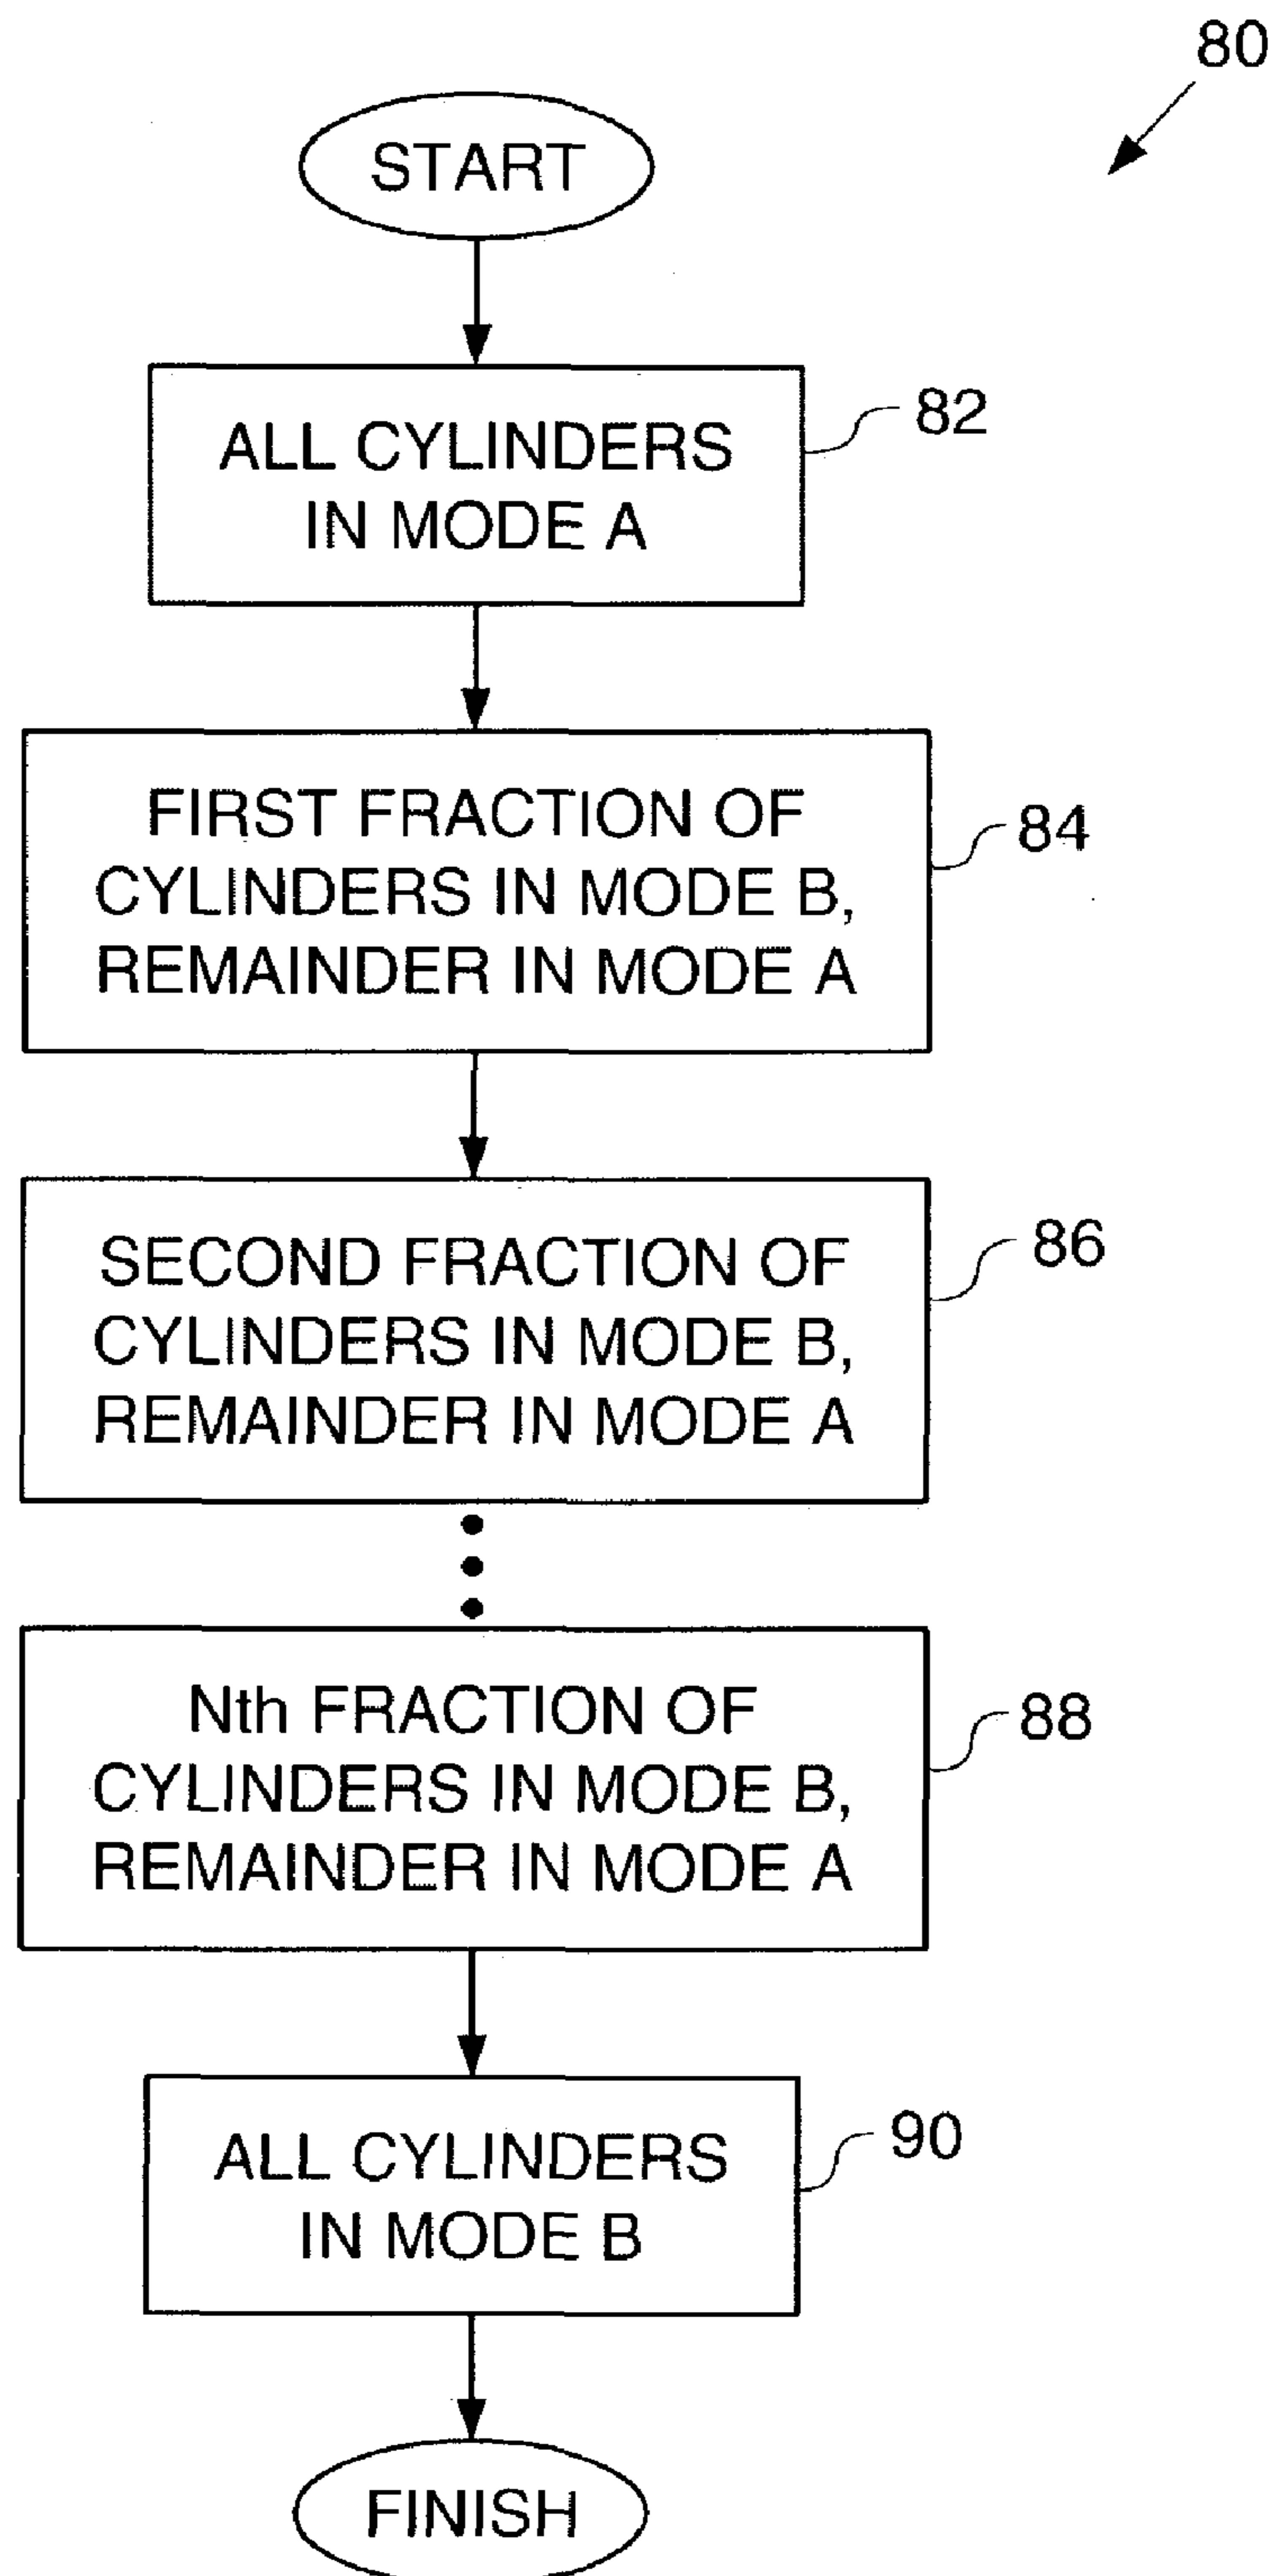 80
START
ALL CYLINDERS
IN MODE A
82
FIRST FRACTION OF
CYLINDERS IN MODE B,
REMAINDER IN MODE A
84
SECOND FRACTION OF
CYLINDERS IN MODE B,
REMAINDER IN MODE A
86
Nth FRACTION OF
CYLINDERS IN MODE B,
REMAINDER IN MODE A
88
ALL CYLINDERS
IN MODE B
90
FINISH